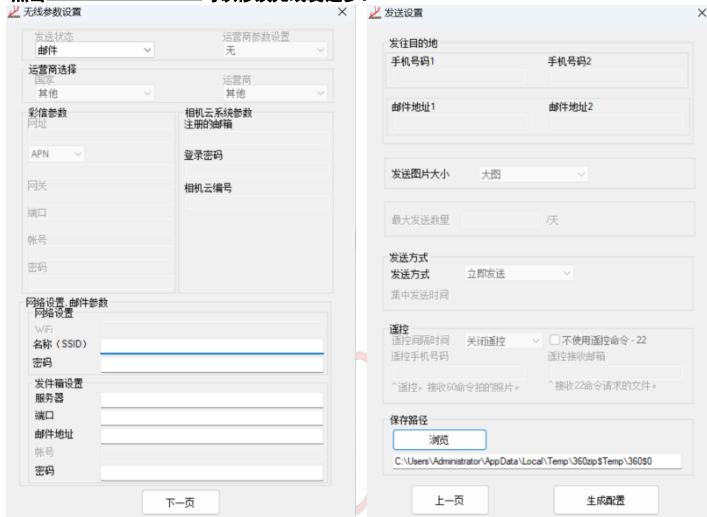 无线参数设置
发送状态
邮件
运营商参数设置
无
运营商选择
国家
其他
运营商
其他
彩信参数
网址
APN
网关
端口
帐号
密码
相机云系统参数
注册的邮箱
登录密码
相机云编号
网络设置, 邮件参数
网络设置
WiFi
名称（SSID）
密码
发件箱设置
服务器
端口
邮件地址
帐号
密码
下一页
发送设置
发往目的地
手机号码1
手机号码2
邮件地址1
邮件地址2
发送图片大小 大图
最大发送数量 /天
发送方式
发送方式 立即发送
集中发送时间
遥控
遥控间隔时间 关闭遥控 不使用遥控命令 - 22
遥控手机号码 遥控接收邮箱
^遥控，接收60命令拍的照片。 ^接收22命令请求的文件。
保存路径
浏览
C:\Users\Administrator\AppData\Local\Temp\360zip$Temp\360$0
上一页 生成配置